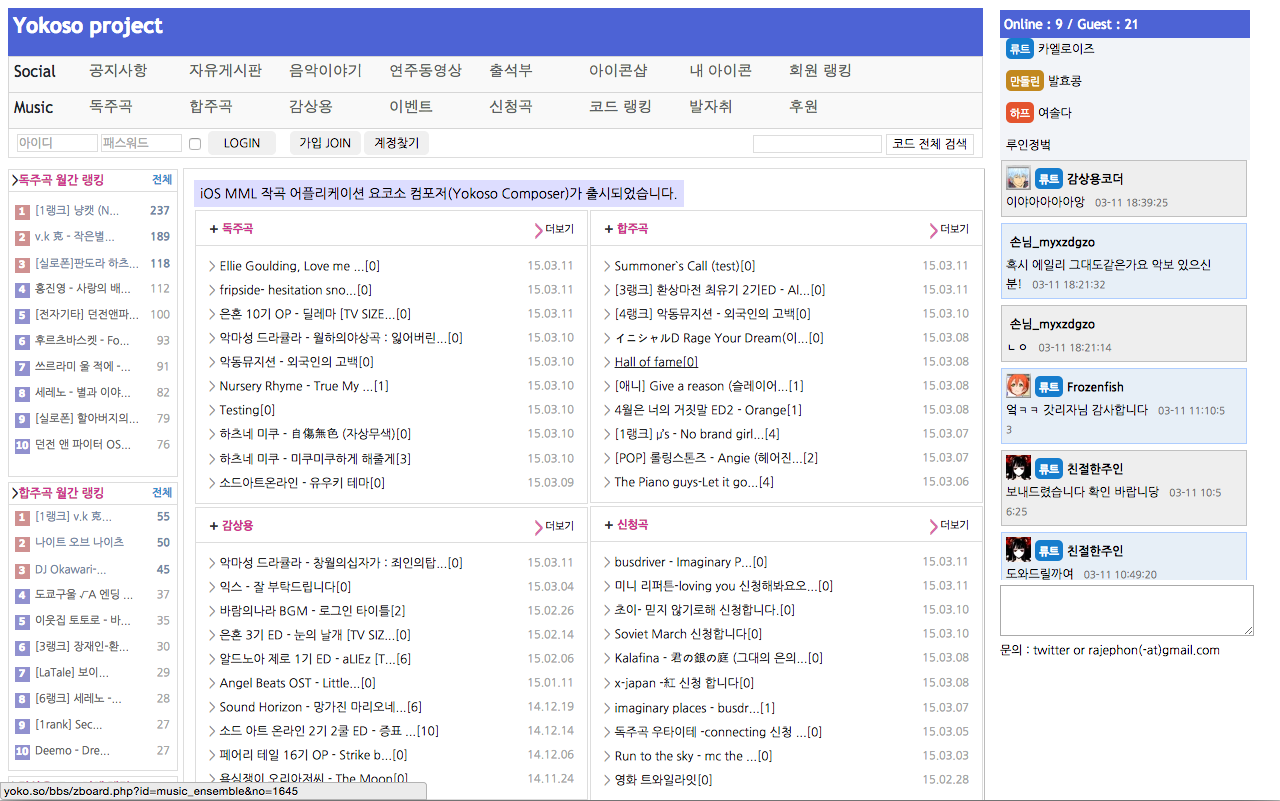 Yokoso project
Social 공지사항 자유게시판 음악이야기 연주동영상 출석부 아이콘샵 내 아이콘 회원 랭킹
Music 독주곡 합주곡 감상용 이벤트 신청곡 코드 랭킹 발자취 후원
아이디 패스워드 LOGIN 가입 JOIN 계정찾기 코드 전체 검색
독주곡 월간 랭킹 전체
1 [1랭크] 냥캣 (N... 237
2 v.k 克 - 작은별... 189
3 [실로폰]판도라 하츠... 118
4 홍진영 - 사랑의 배... 112
5 [전자기타] 던전앤파... 100
6 후르츠바스켓 - Fo... 93
7 쓰르라미 울 적에 -... 91
8 세레노 - 별과 이야... 82
9 [실로폰] 할아버지의... 79
10 던전 앤 파이터 OS... 76
합주곡 월간 랭킹 전체
1 [1랭크] v.k 克... 55
2 나이트 오브 나이츠 50
3 DJ Okawari-... 45
4 도쿄구울 √A 엔딩 ... 37
5 이웃집 토토로 - 바... 35
6 [3랭크] 장재인-환... 30
7 [LaTale] 보이... 29
8 [6랭크] 세레노 -... 28
9 [1rank] Sec... 27
10 Deemo - Dre... 27
iOS MML 작곡 어플리케이션 요코소 컴포저(Yokoso Composer)가 출시되었습니다.
+ 독주곡 더보기
Ellie Goulding, Love me ...[0] 15.03.11
fripside- hesitation sno...[0] 15.03.11
은혼 10기 OP - 딜레마 [TV SIZE...[0] 15.03.11
악마성 드라큘라 - 월하의야상곡 : 잃어버린...[0] 15.03.11
악동뮤지션 - 외국인의 고백[0] 15.03.11
Nursery Rhyme - True My ...[1] 15.03.10
Testing[0] 15.03.10
하츠네 미쿠 - 自傷無色 (자상무색)[0] 15.03.10
하츠네 미쿠 - 미쿠미쿠하게 해줄게[3] 15.03.10
소드아트온라인 - 유우키 테마[0] 15.03.09
+ 합주곡 더보기
Summoner`s Call (test)[0] 15.03.11
[3랭크] 환상마전 최유기 2기ED - Al...[0] 15.03.11
[4랭크] 악동뮤지션 - 외국인의 고백[0] 15.03.11
イニシャルD Rage Your Dream(이...[0] 15.03.08
Hall of fame[0] 15.03.08
[애니] Give a reason (슬레이어...[1] 15.03.08
4월은 너의 거짓말 ED2 - Orange[1] 15.03.08
[1랭크] μ's - No brand girl...[4] 15.03.07
[POP] 롤링스톤즈 - Angie (헤어진...[2] 15.03.07
The Piano guys-Let it go...[4] 15.03.06
+ 감상용 더보기
악마성 드라큘라 - 창월의십자가 : 죄인의탑...[0] 15.03.11
익스 - 잘 부탁드립니다[0] 15.03.04
바람의나라 BGM - 로그인 타이틀[2] 15.02.26
은혼 3기 ED - 눈의 날개 [TV SIZ...[0] 15.02.14
알드노아 제로 1기 ED - aLIEz [T...[6] 15.02.06
Angel Beats OST - Little...[0] 15.01.11
Sound Horizon - 망가진 마리오네...[6] 14.12.19
소드 아트 온라인 2기 2쿨 ED - 증표 ...[10] 14.12.14
페어리 테일 16기 OP - Strike b...[0] 14.12.06
욕심쟁이 오리아저씨 - The Moon[0] 14.11.24
+ 신청곡 더보기
busdriver - Imaginary P...[0] 15.03.11
미니 리퍼튼-loving you 신청해봐요오...[0] 15.03.11
초이- 믿지 않기로해 신청합니다.[0] 15.03.10
Soviet March 신청합니다[0] 15.03.10
Kalafina - 君の銀の庭 (그대의 은의...[0] 15.03.08
x-japan -紅 신청 합니다[0] 15.03.08
imaginary places - busdr...[1] 15.03.08
독주곡 우타이테 -connecting 신청 ...[0] 15.03.05
Run to the sky - mc the ...[0] 15.03.03
영화 트와일라잇[0] 15.02.28
Online : 9 / Guest : 21
류트 카엘로이즈
만돌린 발효콩
하프 여솔다
루인정법
류트 감상용코더
이야아아아아앙 03-11 18:39:25
손님_myxzdgzo
혹시 에일리 그대도같은가요 악보 있으신
분! 03-11 18:21:32
손님_myxzdgzo
ㄴㅇ 03-11 18:21:14
류트 Frozenfish
엌ㅋㅋ 갓리자님 감사합니다 03-11 11:10:5
3
류트 친절한주인
보내드렸습니다 확인 바랍니당 03-11 10:5
6:25
류트 친절한주인
도와드릴까여 03-11 10:49:20
문의 : twitter or rajephon(-at)gmail.com
yoko.so/bbs/zboard.php?id=music_ensemble&no=1645